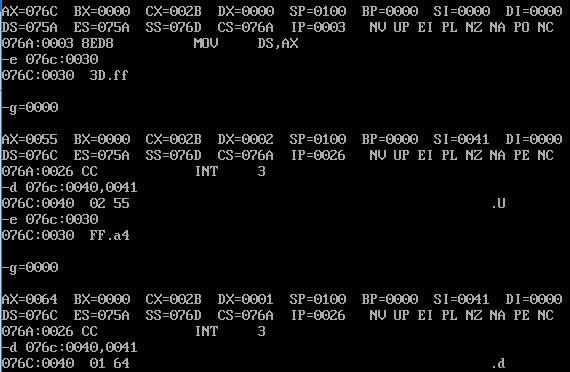 AX=076C BX=0000 CX=002B DX=0000 SP=0100 BP=0000 SI=0000 DI=0000
DS=075A ES=075A SS=076D CS=076A IP=0003 NV UP EI PL NZ NA PO NC
076A:0003 8ED8 MOV DS,AX
-e 076c:0030
076C:0030 3D.ff
-g=0000
AX=0055 BX=0000 CX=002B DX=0002 SP=0100 BP=0000 SI=0041 DI=0000
DS=076C ES=075A SS=076D CS=076A IP=0026 NV UP EI PL NZ NA PE NC
076A:0026 CC INT 3
-d 076c:0040,0041
076C:0040 02 55 .U
-e 076c:0030
076C:0030 FF.a4
-g=0000
AX=0064 BX=0000 CX=002B DX=0001 SP=0100 BP=0000 SI=0041 DI=0000
DS=076C ES=075A SS=076D CS=076A IP=0026 NV UP EI PL NZ NA PO NC
076A:0026 CC INT 3
-d 076c:0040,0041
076C:0040 01 64 .d